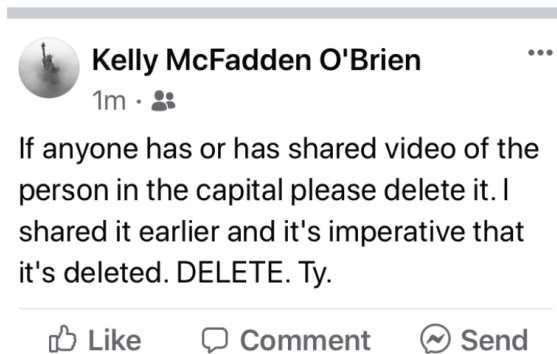 Kelly McFadden O'Brien
1m ·
If anyone has or has shared video of the
person in the capital please delete it. I
shared it earlier and it's imperative that
it's deleted. DELETE. Ty.
Like Comment Send